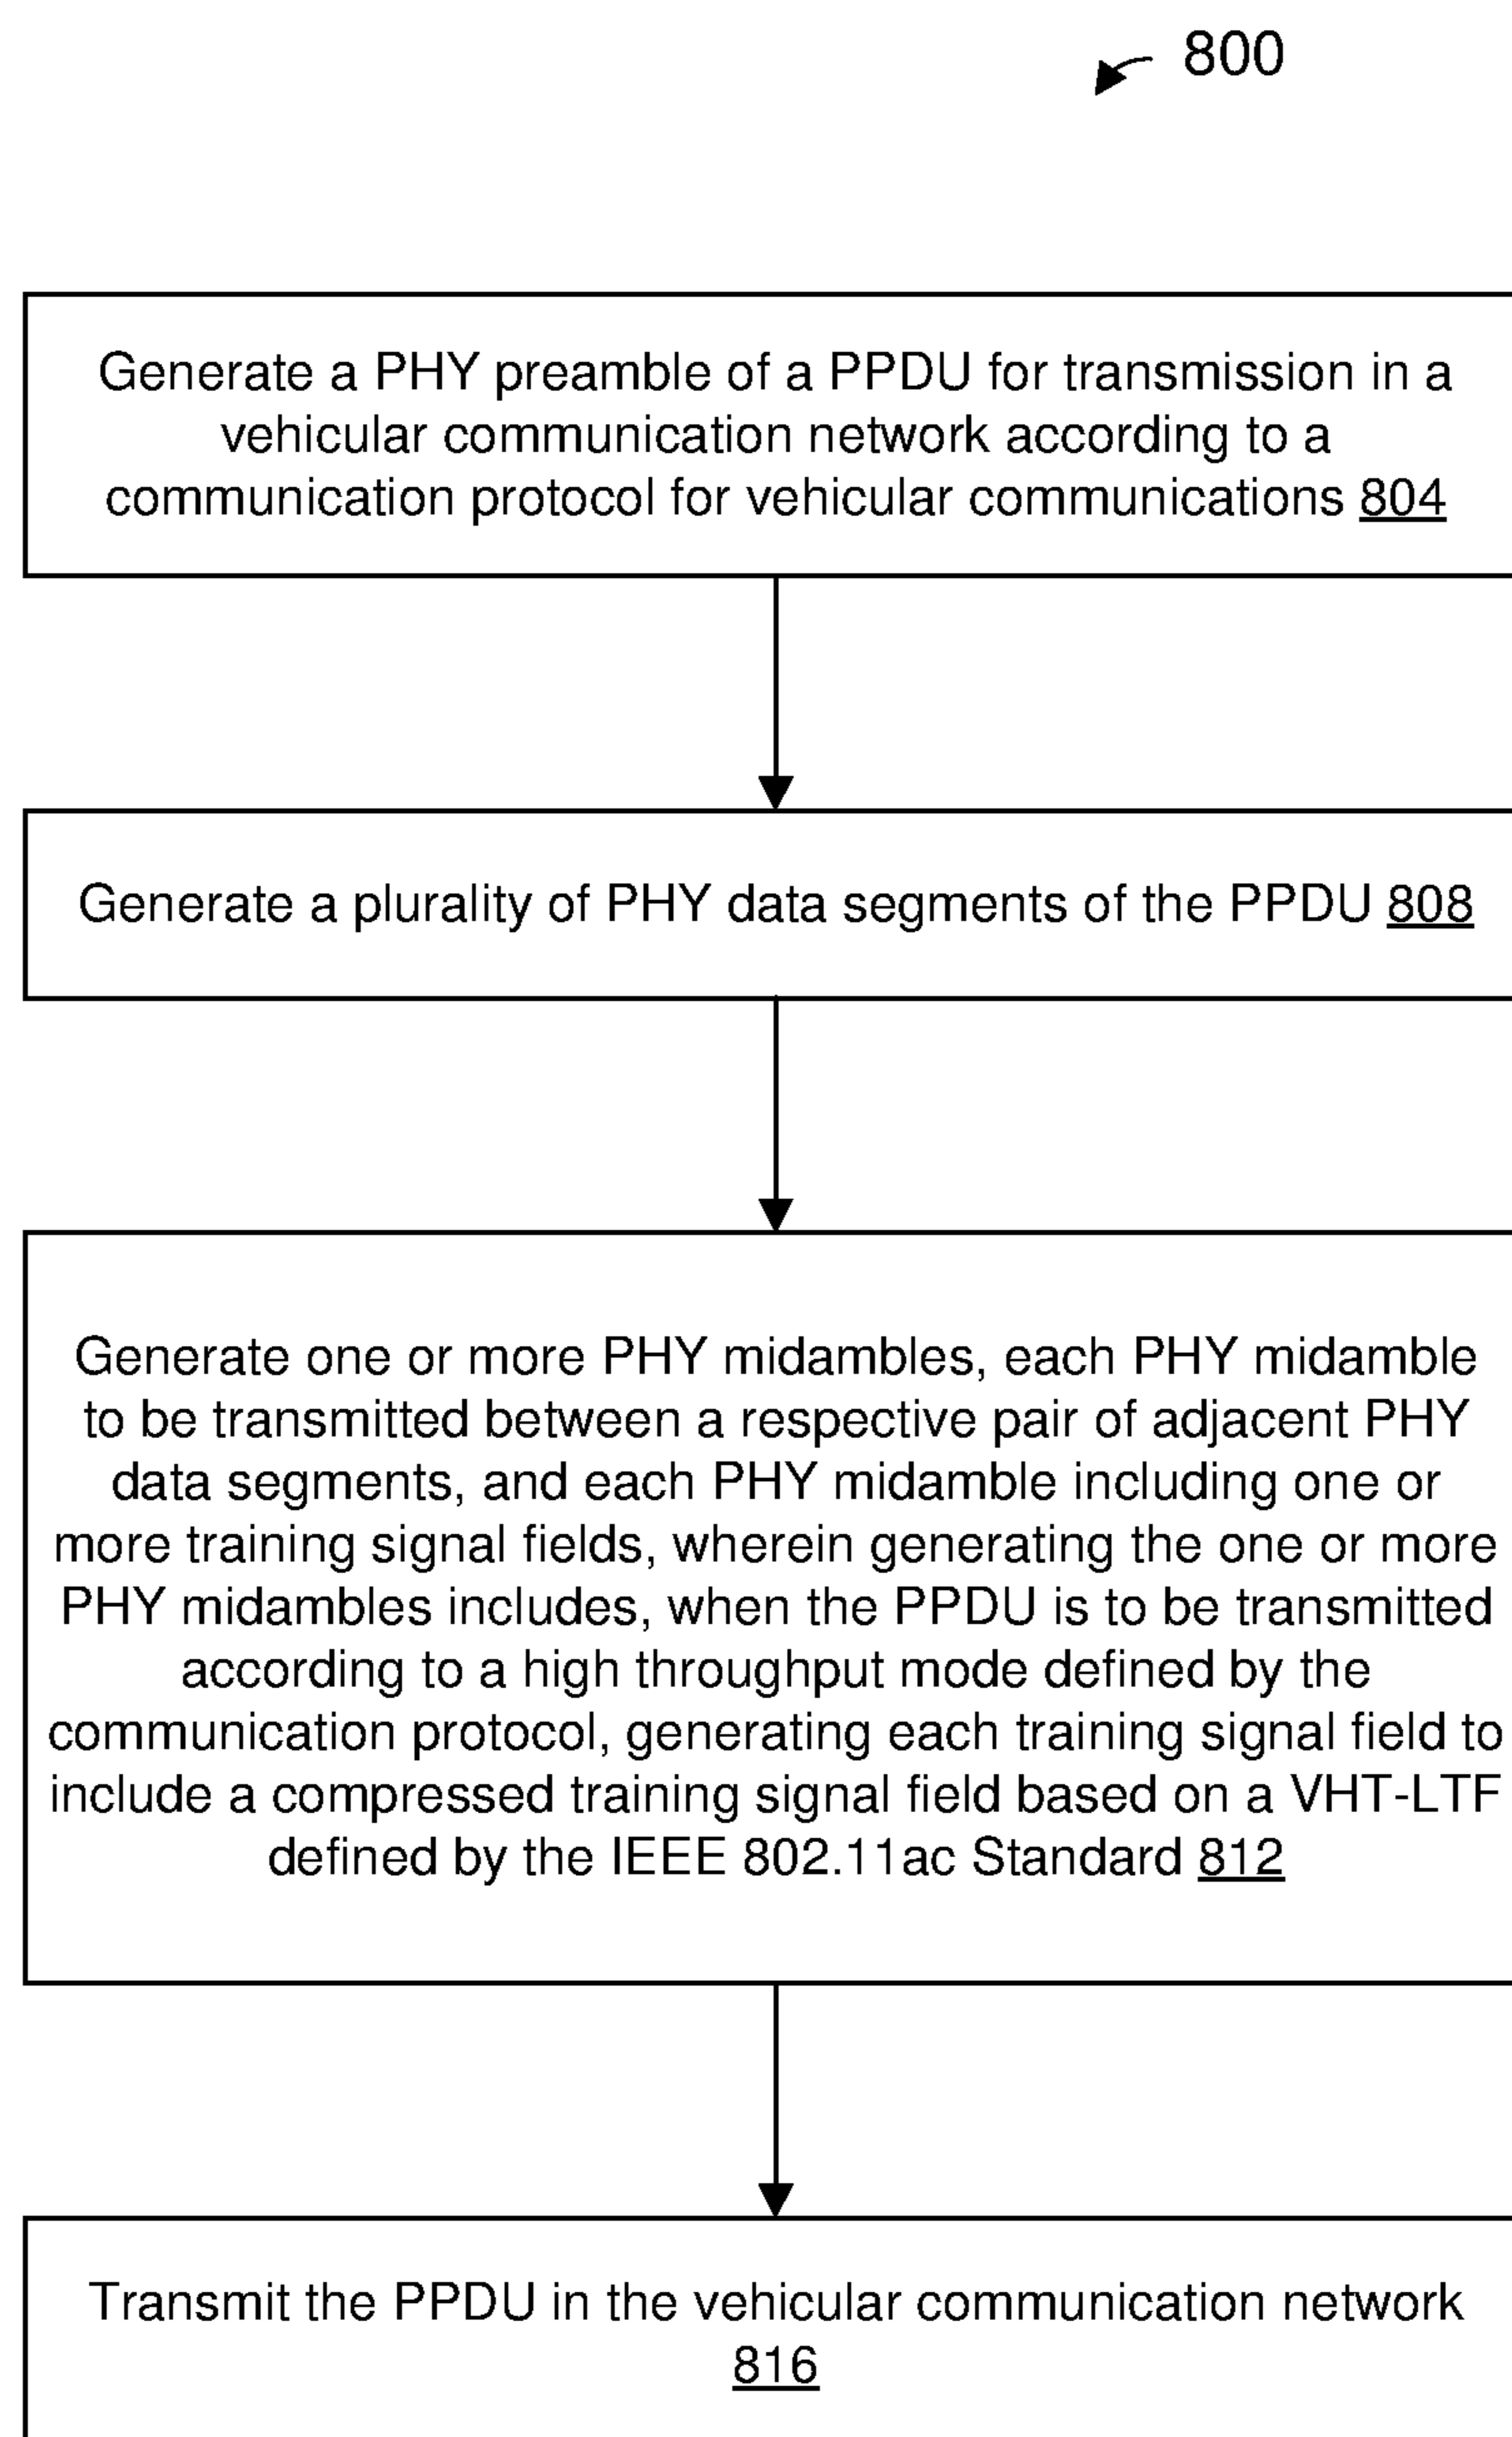 800
Generate a PHY preamble of a PPDU for transmission in a
vehicular communication network according to a
communication protocol for vehicular communications 804
Generate a plurality of PHY data segments of the PPDU 808
Generate one or more PHY midambles, each PHY midamble
to be transmitted between a respective pair of adjacent PHY
data segments, and each PHY midamble including one or
more training signal fields, wherein generating the one or more
PHY midambles includes, when the PPDU is to be transmitted
according to a high throughput mode defined by the
communication protocol, generating each training signal field to
include a compressed training signal field based on a VHT-LTF
defined by the IEEE 802.11ac Standard 812
Transmit the PPDU in the vehicular communication network
816